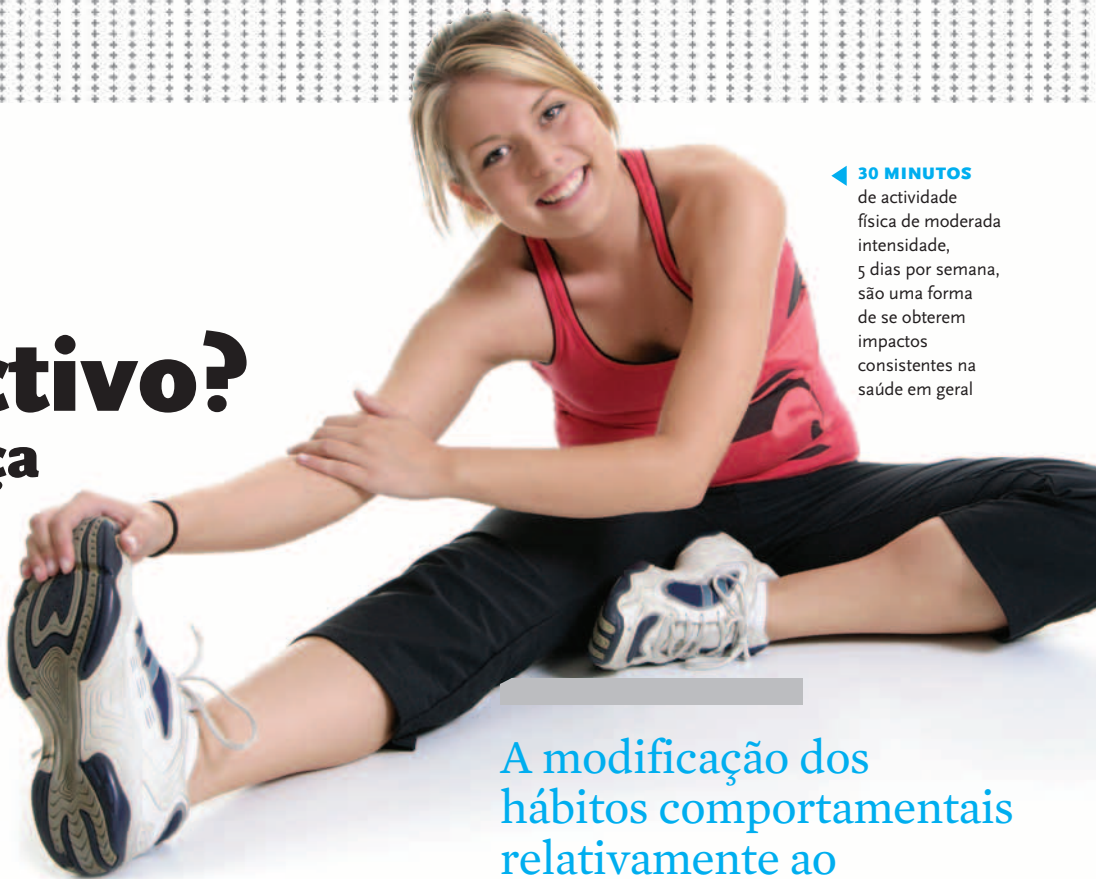 30 MINUTOS
de actividade
física de moderada
intensidade,
5 dias por semana,
são uma forma
de se obterem
impactos
consistentes na
saúde em geral
ctivo?
ça
A modificação dos
hábitos comportamentais
relativamente ao